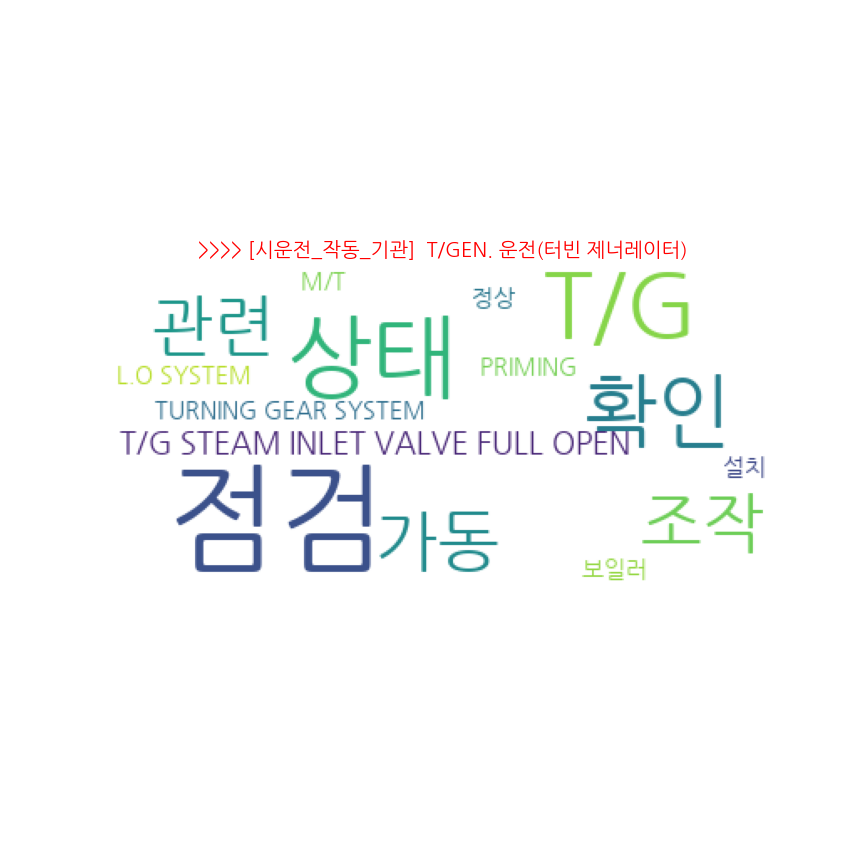 >>>> [시운전_작동_기관]  T/GEN. 운전(터빈 제너레이터)
M/T
정상
T/G
관련
상태
L.O SYSTEM
PRIMING
TURNING GEAR SYSTEM
확인
T/G STEAM INLET VALVE FULL OPEN
설치
점검
가동
조작
보일러